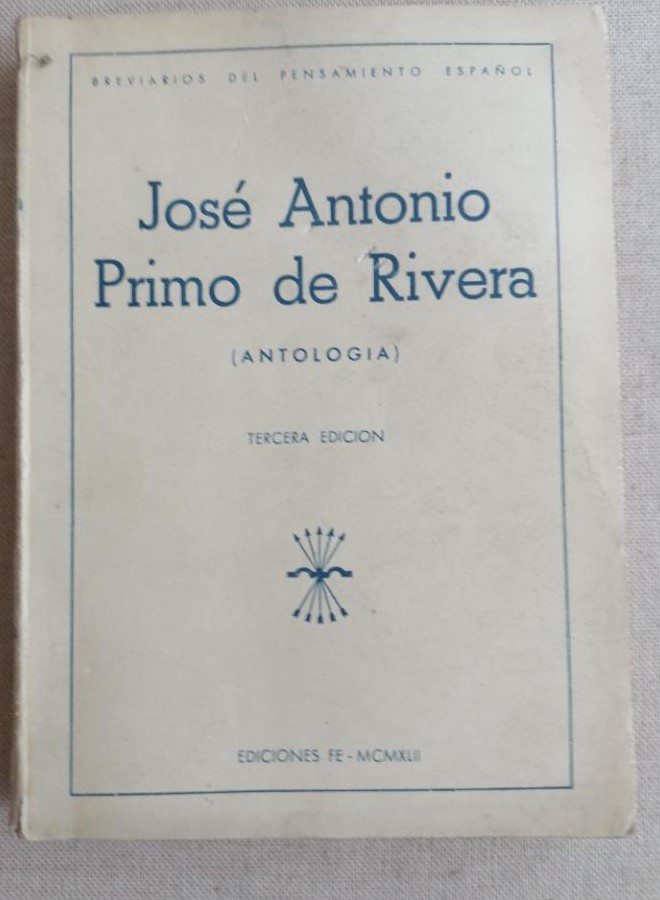 BREVIARIOS DEL PENSAMIENTO ESPAÑOL
José Antonio
Primo de Rivera
(ANTOLOGIA)
TERCERA EDICION
EDICIONES FE - MCMXLII